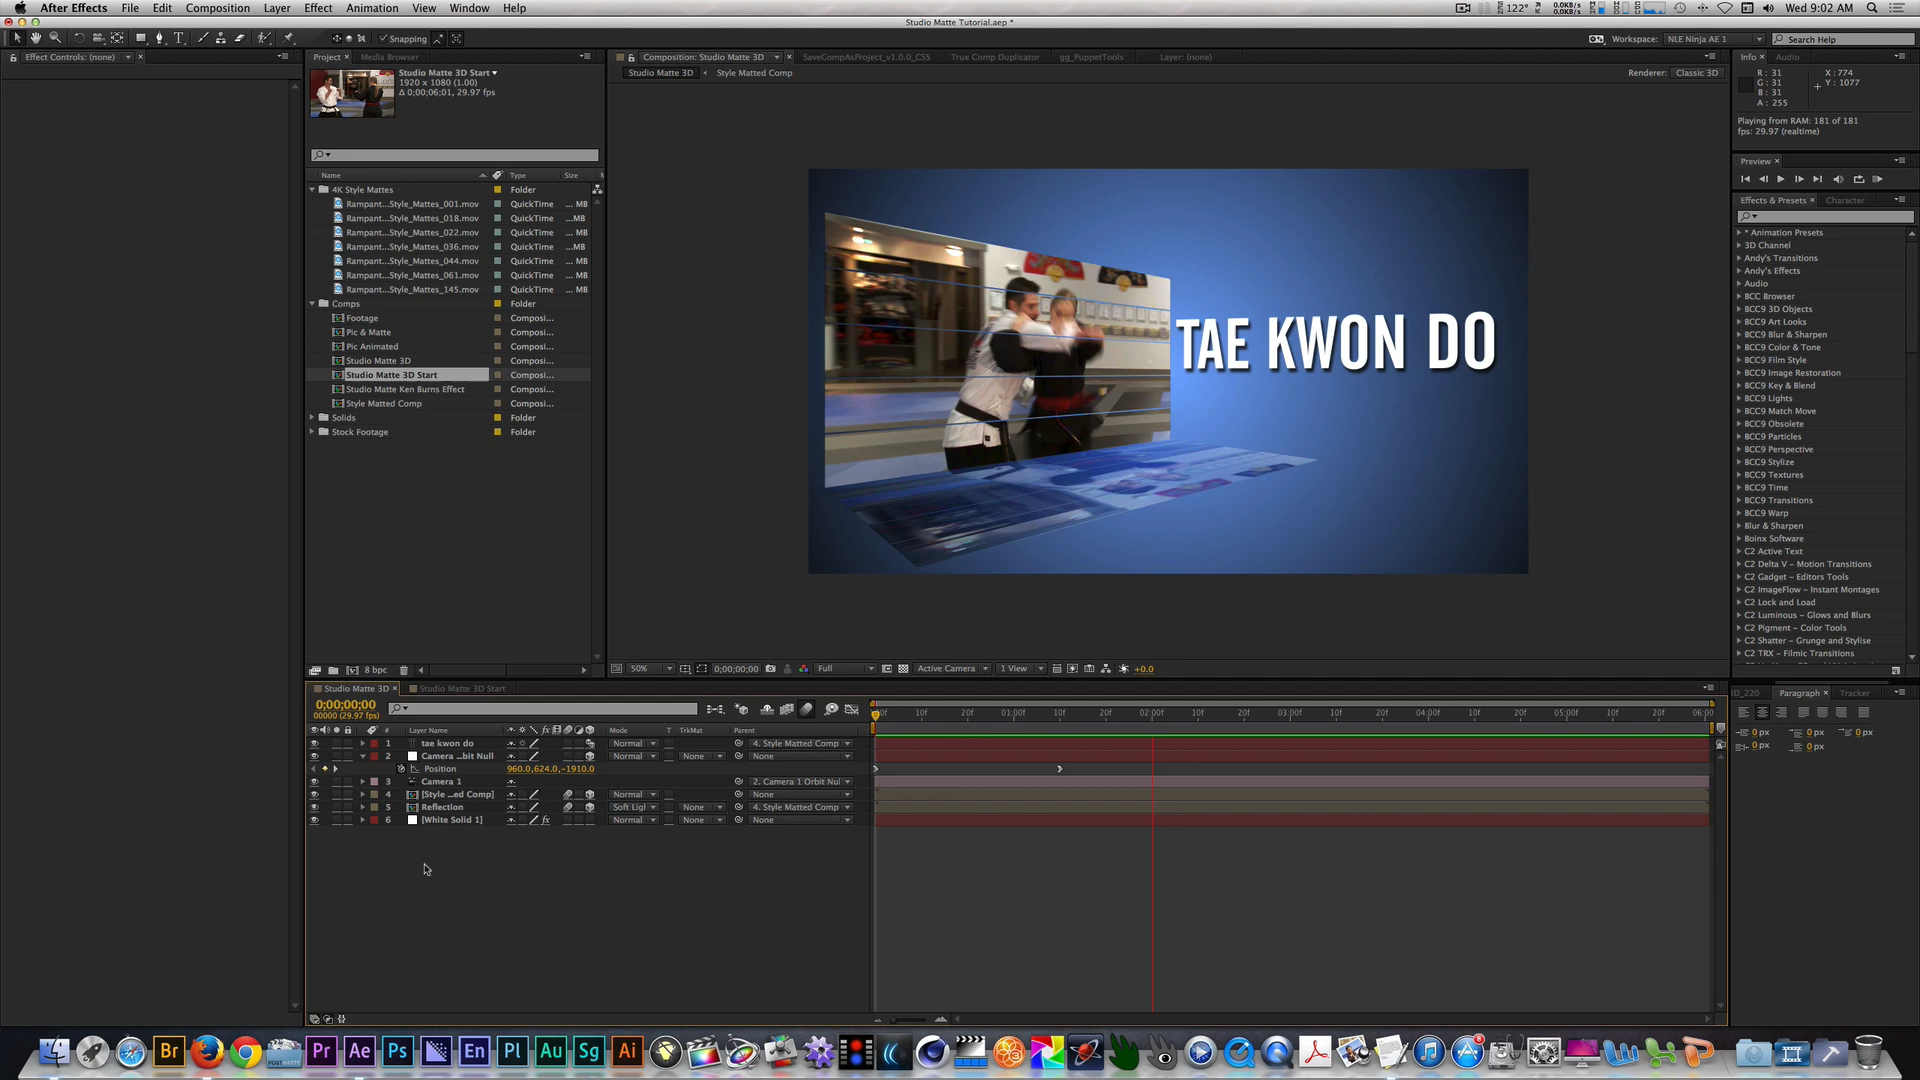 After Effects File Edit Composition Layer Effect Animation View Window Help
122° 0.0KB/s 0.0KB/s Wed 9:02 AM
Studio Matte Tutorial.aep *
Snapping
Workspace: NLE Ninja AE 1
Search Help
Effect Controls: (none)
Project Media Browser
Studio Matte 3D Start
1920 x 1080 (1.00)
Δ 0;00;06;01, 29.97 fps
Name Type Size
4K Style Mattes Folder
Rampant...Style_Mattes_001.mov QuickTime ... MB
Rampant...Style_Mattes_018.mov QuickTime ...MB
Rampant...Style_Mattes_022.mov QuickTime ... MB
Rampant...Style_Mattes_036.mov QuickTime ...MB
Rampant...Style_Mattes_044.mov QuickTime ... MB
Rampant...Style_Mattes_061.mov QuickTime ... MB
Rampant...Style_Mattes_145.mov QuickTime ... MB
Comps Folder
Footage Composi...
Pic & Matte Composi...
Pic Animated Composi...
Studio Matte 3D Composi...
Studio Matte 3D Start Composi...
Studio Matte Ken Burns Effect Composi...
Style Matted Comp Composi...
Solids Folder
Stock Footage Folder
8 bpc
Composition: Studio Matte 3D SaveCompAsProject_v1.0.0_CS5 True Comp Duplicator gg_PuppetTools Layer: (none)
Studio Matte 3D Style Matted Comp
Renderer: Classic 3D
TAE KWON DO
50% 0;00;00;00 Full Active Camera 1 View +0.0
Info Audio
R: 31 X: 774
G: 31 Y: 1077
B: 31
A: 255
Playing from RAM: 181 of 181
fps: 29.97 (realtime)
Preview
Effects & Presets Character
* Animation Presets
3D Channel
Andy's Transitions
Andy's Effects
Audio
BCC Browser
BCC9 3D Objects
BCC9 Art Looks
BCC9 Blur & Sharpen
BCC9 Color & Tone
BCC9 Film Style
BCC9 Image Restoration
BCC9 Key & Blend
BCC9 Lights
BCC9 Match Move
BCC9 Obsolete
BCC9 Particles
BCC9 Perspective
BCC9 Stylize
BCC9 Textures
BCC9 Time
BCC9 Transitions
BCC9 Warp
Blur & Sharpen
Boinx Software
C2 Active Text
C2 Delta V - Motion Transitions
C2 Gadget - Editors Tools
C2 ImageFlow - Instant Montages
C2 Lock and Load
C2 Luminous - Glows and Blurs
C2 Pigment - Color Tools
C2 Shatter - Grunge and Stylise
C2 TRX - Filmic Transitions
ID_220 Paragraph Tracker
0 px 0 px 0 px
0 px 0 px
Studio Matte 3D Studio Matte 3D Start
0;00;00;00
00000 (29.97 fps)
00f 10f 20f 01:00f 10f 20f 02:00f 10f 20f 03:00f 10f 20f 04:00f 10f 20f 05:00f 10f 20f 06:00
# Layer Name fx Mode T TrkMat Parent
1 tae kwon do Normal 4. Style Matted Comp
2 Camera ...bit Null Normal None None
Position 960.0,624.0,-1910.0
3 Camera 1 2. Camera 1 Orbit Nul
4 [Style ...ed Comp] Normal None
5 Reflection Soft Ligl None 4. Style Matted Comp
6 [White Solid 1] fx Normal None None
Br Pr Ae Ps En Pl Au Sg Ai 8